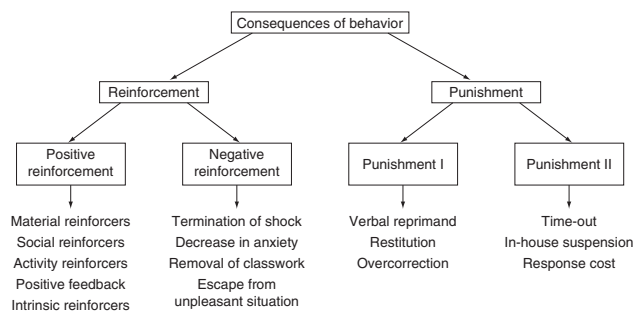 Consequences of behavior
Reinforcement
Punishment
Positive
reinforcement
Negative
reinforcement
Punishment I
Punishment II
Material reinforcers
Social reinforcers
Activity reinforcers
Positive feedback
Intrinsic reinforcers
Termination of shock
Decrease in anxiety
Removal of classwork
Escape from
unpleasant situation
Verbal reprimand
Restitution
Overcorrection
Time-out
In-house suspension
Response cost